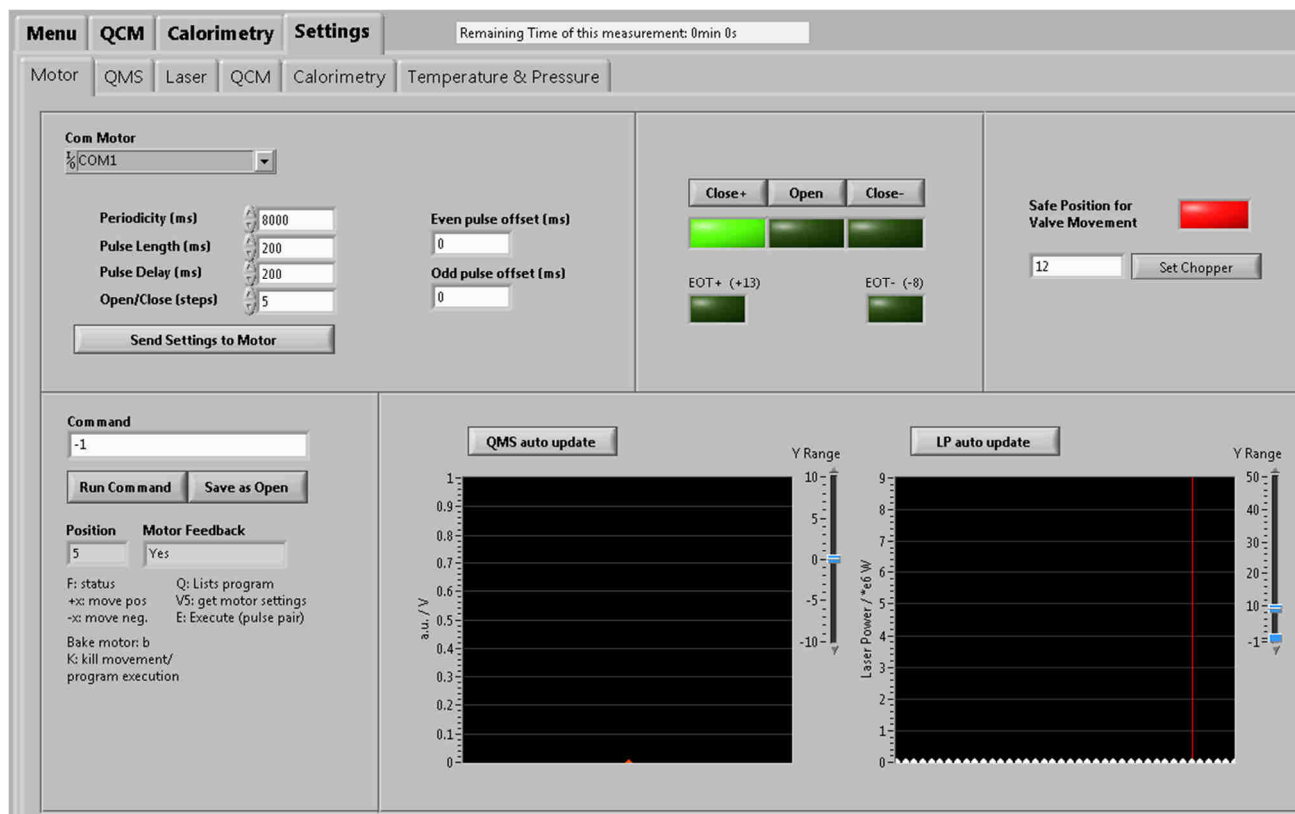 Menu QCM Calorimetry Settings
Remaining Time of this measurement: 0min 0s
Motor QMS Laser QCM Calorimetry Temperature & Pressure
Com Motor
I/O COM1
Periodicity (ms) 8000
Pulse Length (ms) 200
Pulse Delay (ms) 200
Open/Close (steps) 5
Send Settings to Motor
Even pulse offset (ms)
0
Odd pulse offset (ms)
0
Close+ Open Close-
EOT+ (+13) EOT- (-8)
Safe Position for
Valve Movement
12 Set Chopper
Command
-1
Run Command Save as Open
Position Motor Feedback
5 Yes
F: status Q: Lists program
+x: move pos V5: get motor settings
-x: move neg. E: Execute (pulse pair)
Bake motor: b
K: kill movement/
program execution
QMS auto update
Y Range
10
5
0
-5
-10
a.u. / V
1
0.9
0.8
0.7
0.6
0.5
0.4
0.3
0.2
0.1
0
LP auto update
Y Range
50
40
30
20
10
-1
Laser Power / *e6 W
9
8
7
6
5
4
3
2
1
0